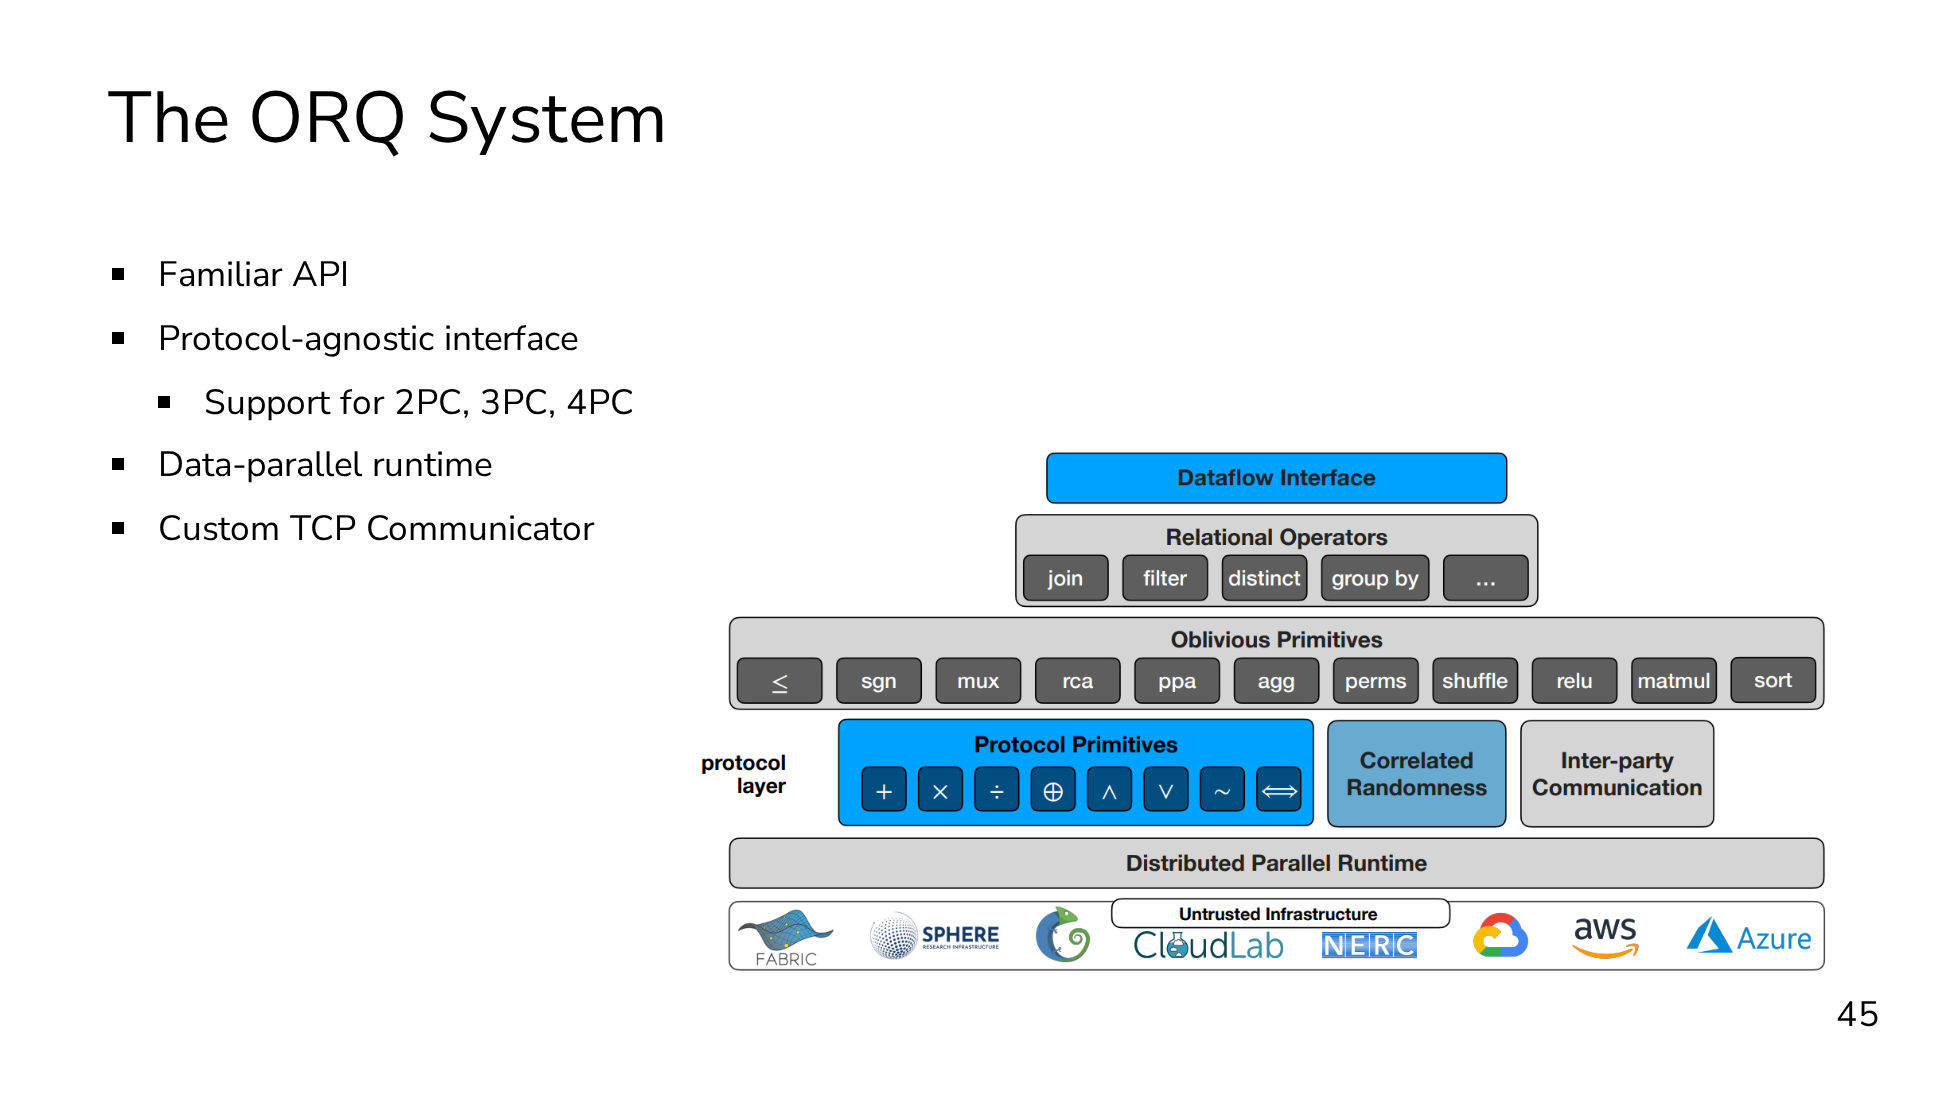 The ORQ System
▪ Familiar API
▪ Protocol-agnostic interface
▪ Support for 2PC, 3PC, 4PC
▪ Data-parallel runtime
▪ Custom TCP Communicator
Dataflow Interface
Relational Operators
join filter distinct group by ...
Oblivious Primitives
≤ sgn mux rca ppa agg perms shuffle relu matmul sort
protocol
layer
Protocol Primitives
+ × ÷ ⊕ ∧ ∨ ~ ⟺
Correlated
Randomness
Inter-party
Communication
Distributed Parallel Runtime
Untrusted Infrastructure
FABRIC
SPHERE
RESEARCH INFRASTRUCTURE
CloudLab
NERC
aws
Azure
45